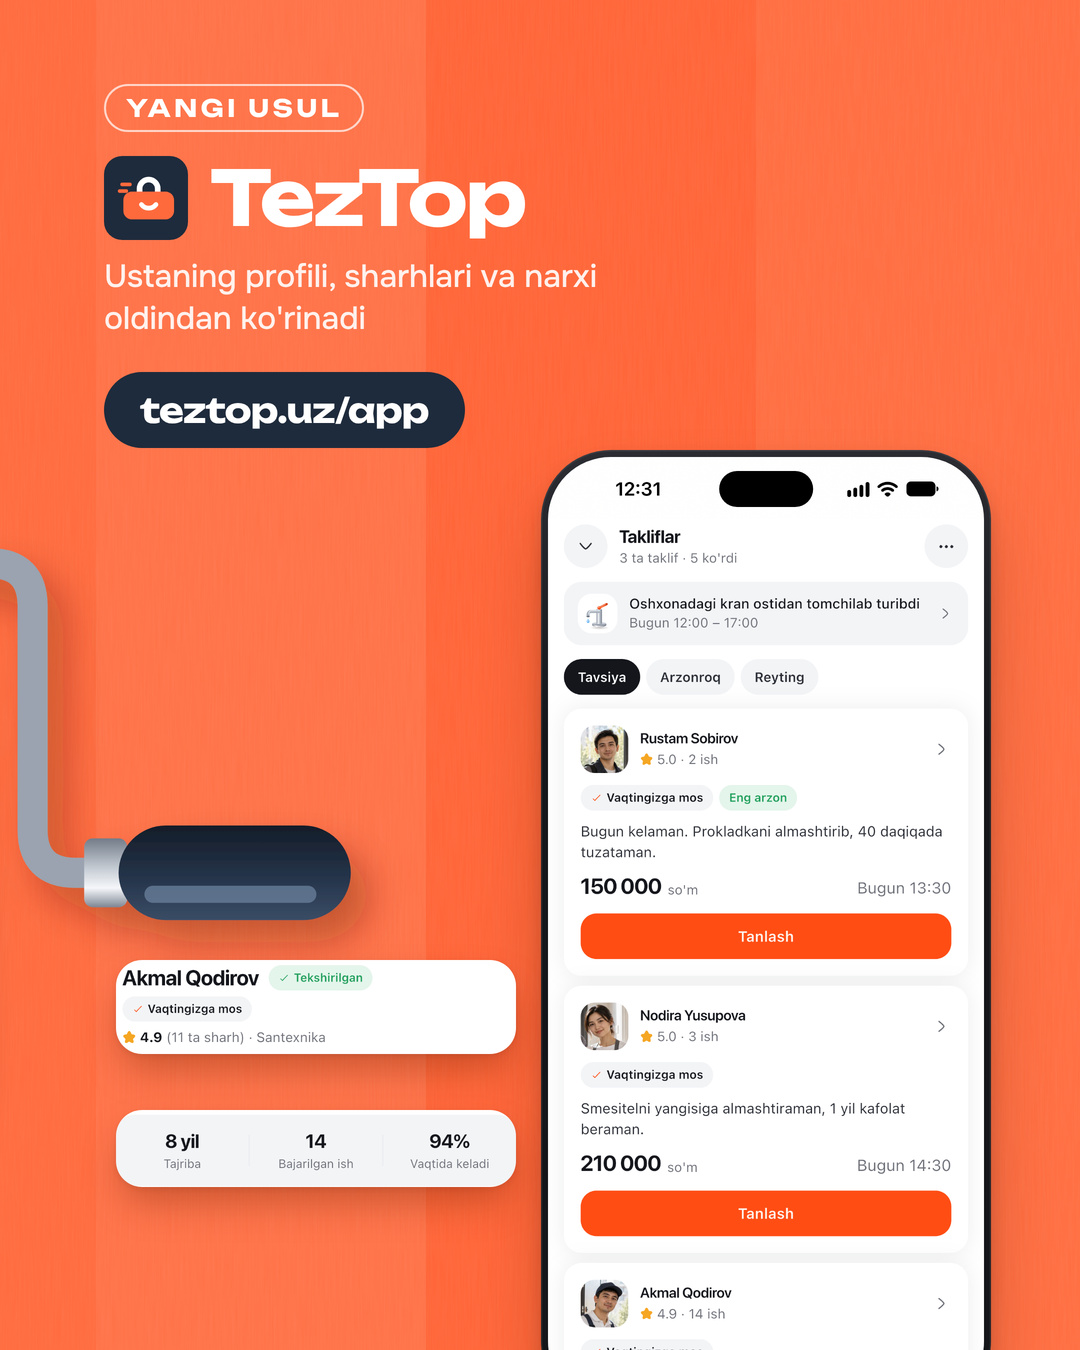 YANGI USUL
TezTop
Ustaning profili, sharhlari va narxi
oldindan ko'rinadi
teztop.uz/app
12:31
Takliflar
3 ta taklif · 5 ko'rdi
Oshxonadagi kran ostidan tomchilab turibdi
Bugun 12:00 – 17:00
Tavsiya
Arzonroq
Reyting
Rustam Sobirov
5.0 · 2 ish
Vaqtingizga mos
Eng arzon
Bugun kelaman. Prokladkani almashtirib, 40 daqiqada
tuzataman.
150 000 so'm
Bugun 13:30
Tanlash
Nodira Yusupova
5.0 · 3 ish
Vaqtingizga mos
Smesitelni yangisiga almashtiraman, 1 yil kafolat
beraman.
210 000 so'm
Bugun 14:30
Tanlash
Akmal Qodirov
4.9 · 14 ish
Vaqtingizga mos
Akmal Qodirov
Tekshirilgan
Vaqtingizga mos
4.9 (11 ta sharh) · Santexnika
8 yil
Tajriba
14
Bajarilgan ish
94%
Vaqtida keladi